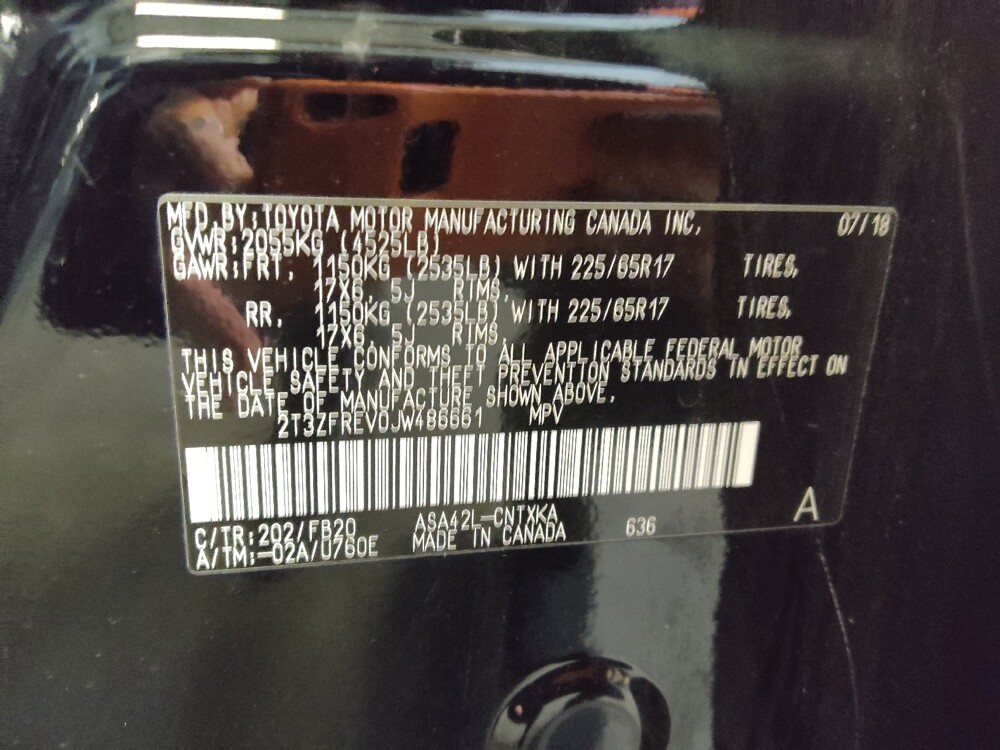 MFD.BY:TOYOTA MOTOR MANUFACTURING CANADA INC. 07/18
GVWR:2055KG (4525LB)
GAWR:FRT. 1150KG (2535LB) WITH 225/65R17 TIRES,
17X6. 5J RIMS,
RR. 1150KG (2535LB) WITH 225/65R17 TIRES,
17X6. 5J RIMS,
THIS VEHICLE CONFORMS TO ALL APPLICABLE FEDERAL MOTOR
VEHICLE SAFETY AND THEFT PREVENTION STANDARDS IN EFFECT ON
THE DATE OF MANUFACTURE SHOWN ABOVE.
2T3ZFREV0JW486661 MPV
A
C/TR:202/FB20 ASA42L-CNTXKA 636
A/TM:-02A/U760E MADE IN CANADA